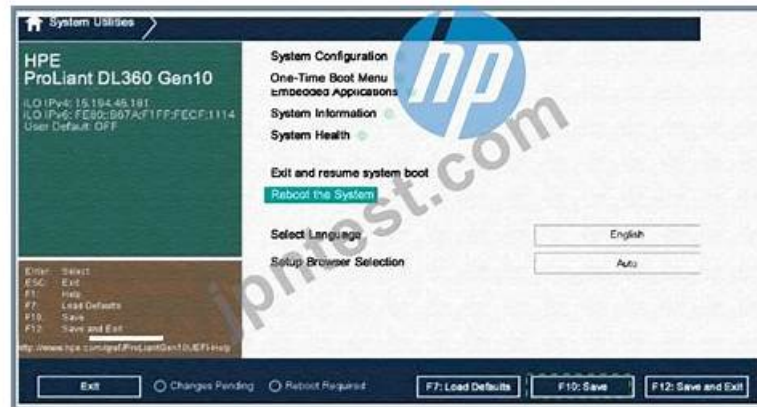 System Utilities
HPE
ProLiant DL360 Gen10
iLO IPv4: 15.194.46.181
iLO IPv6: FE80::B67A:F1FF:FECF:1114
User Default: OFF
Enter: Select
ESC: Exit
F1: Help
F7: Load Defaults
F10: Save
F12: Save and Exit
System Configuration
One-Time Boot Menu
Embedded Applications
System Information
System Health
Exit and resume system boot
Reboot the System
Select Language
English
Setup Browser Selection
Auto
hp
jpntest.com
Exit
Changes Pending
Reboot Required
F7: Load Defaults
F10: Save
F12: Save and Exit